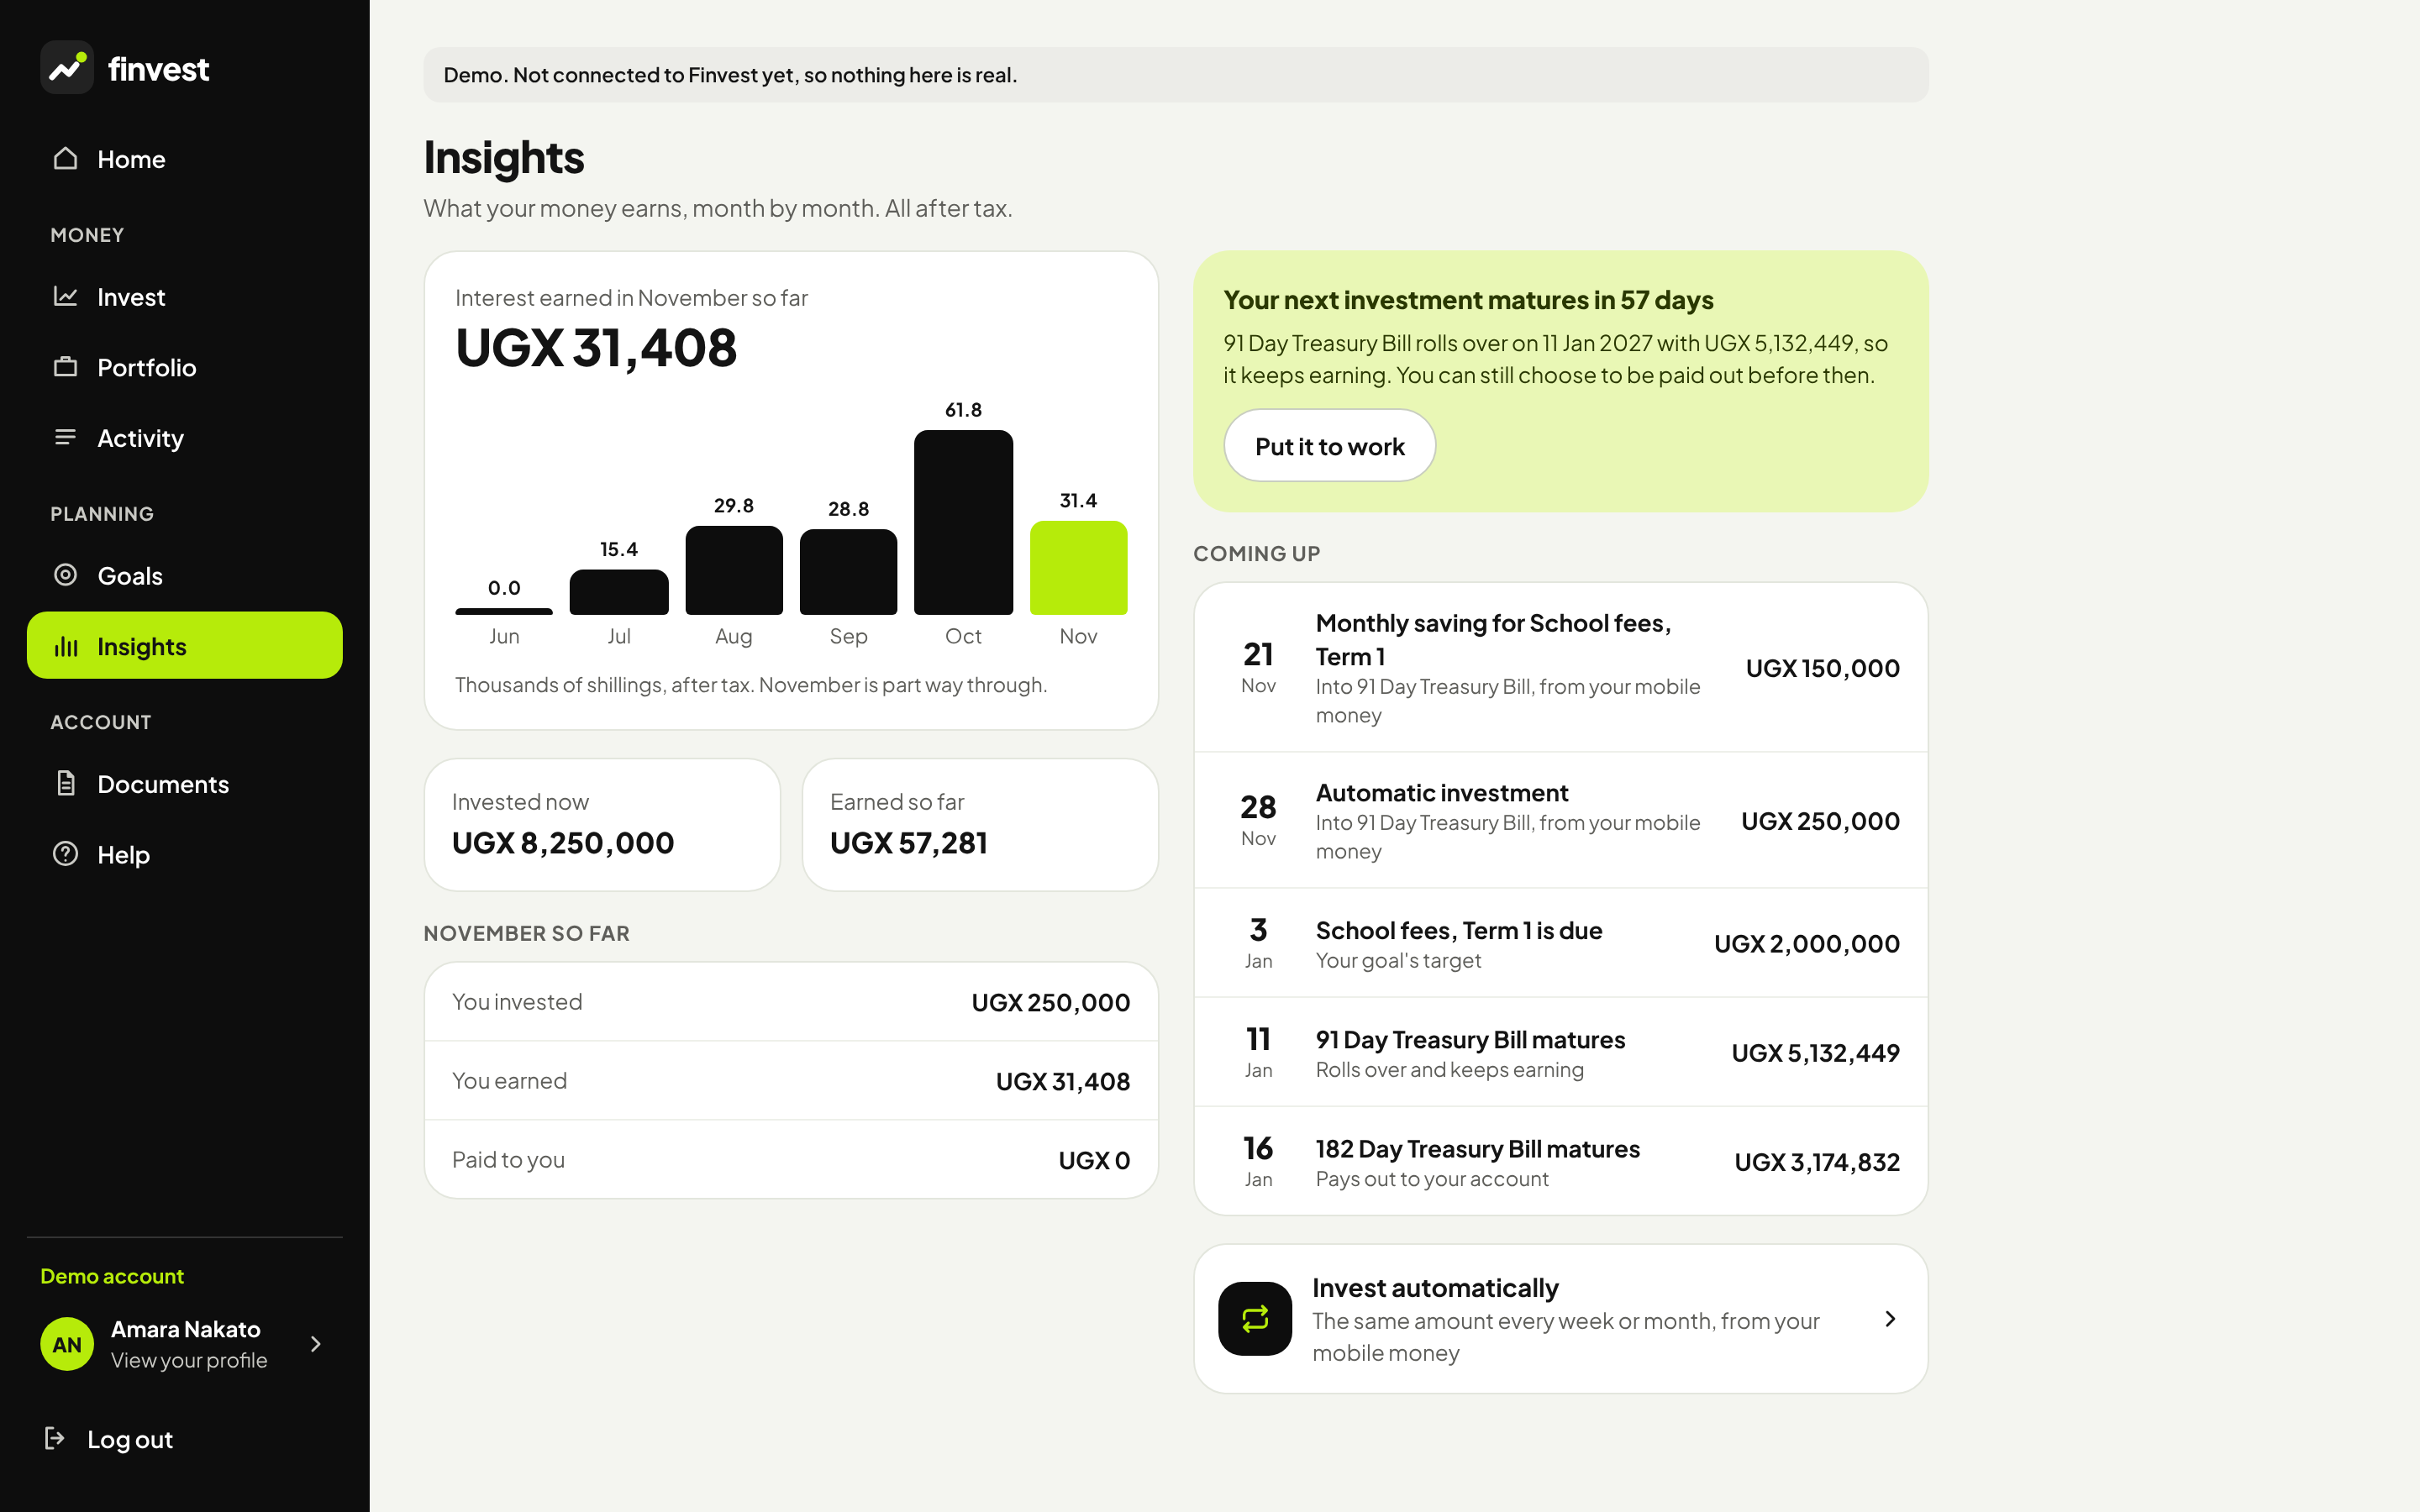 finvest
Home
MONEY
Invest
Portfolio
Activity
PLANNING
Goals
Insights
ACCOUNT
Documents
Help
Demo account
AN
Amara Nakato
View your profile
Log out
Demo. Not connected to Finvest yet, so nothing here is real.
Insights
What your money earns, month by month. All after tax.
Interest earned in November so far
UGX 31,408
0.0
15.4
29.8
28.8
61.8
31.4
Jun
Jul
Aug
Sep
Oct
Nov
Thousands of shillings, after tax. November is part way through.
Invested now
UGX 8,250,000
Earned so far
UGX 57,281
NOVEMBER SO FAR
You invested
UGX 250,000
You earned
UGX 31,408
Paid to you
UGX 0
Your next investment matures in 57 days
91 Day Treasury Bill rolls over on 11 Jan 2027 with UGX 5,132,449, so
it keeps earning. You can still choose to be paid out before then.
Put it to work
COMING UP
21
Nov
Monthly saving for School fees,
Term 1
Into 91 Day Treasury Bill, from your mobile
money
UGX 150,000
28
Nov
Automatic investment
Into 91 Day Treasury Bill, from your mobile
money
UGX 250,000
3
Jan
School fees, Term 1 is due
Your goal's target
UGX 2,000,000
11
Jan
91 Day Treasury Bill matures
Rolls over and keeps earning
UGX 5,132,449
16
Jan
182 Day Treasury Bill matures
Pays out to your account
UGX 3,174,832
Invest automatically
The same amount every week or month, from your
mobile money